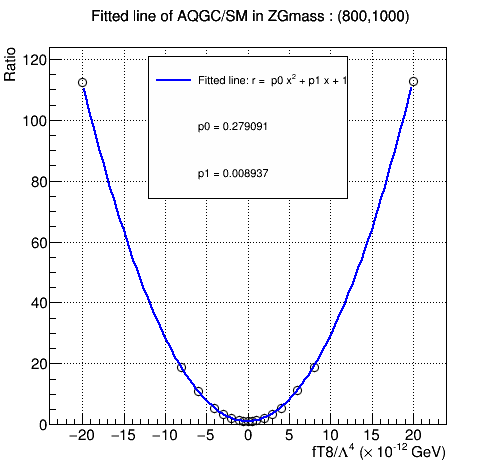 Fitted line of AQGC/SM in ZGmass : (800,1000)
Ratio
120
100
80
60
40
20
0
Fitted line: r = p0 x² + p1 x + 1
p0 = 0.279091
p1 = 0.008937
−20 −15 −10 −5 0 5 10 15 20
fT8/Λ⁴ (× 10⁻¹² GeV)